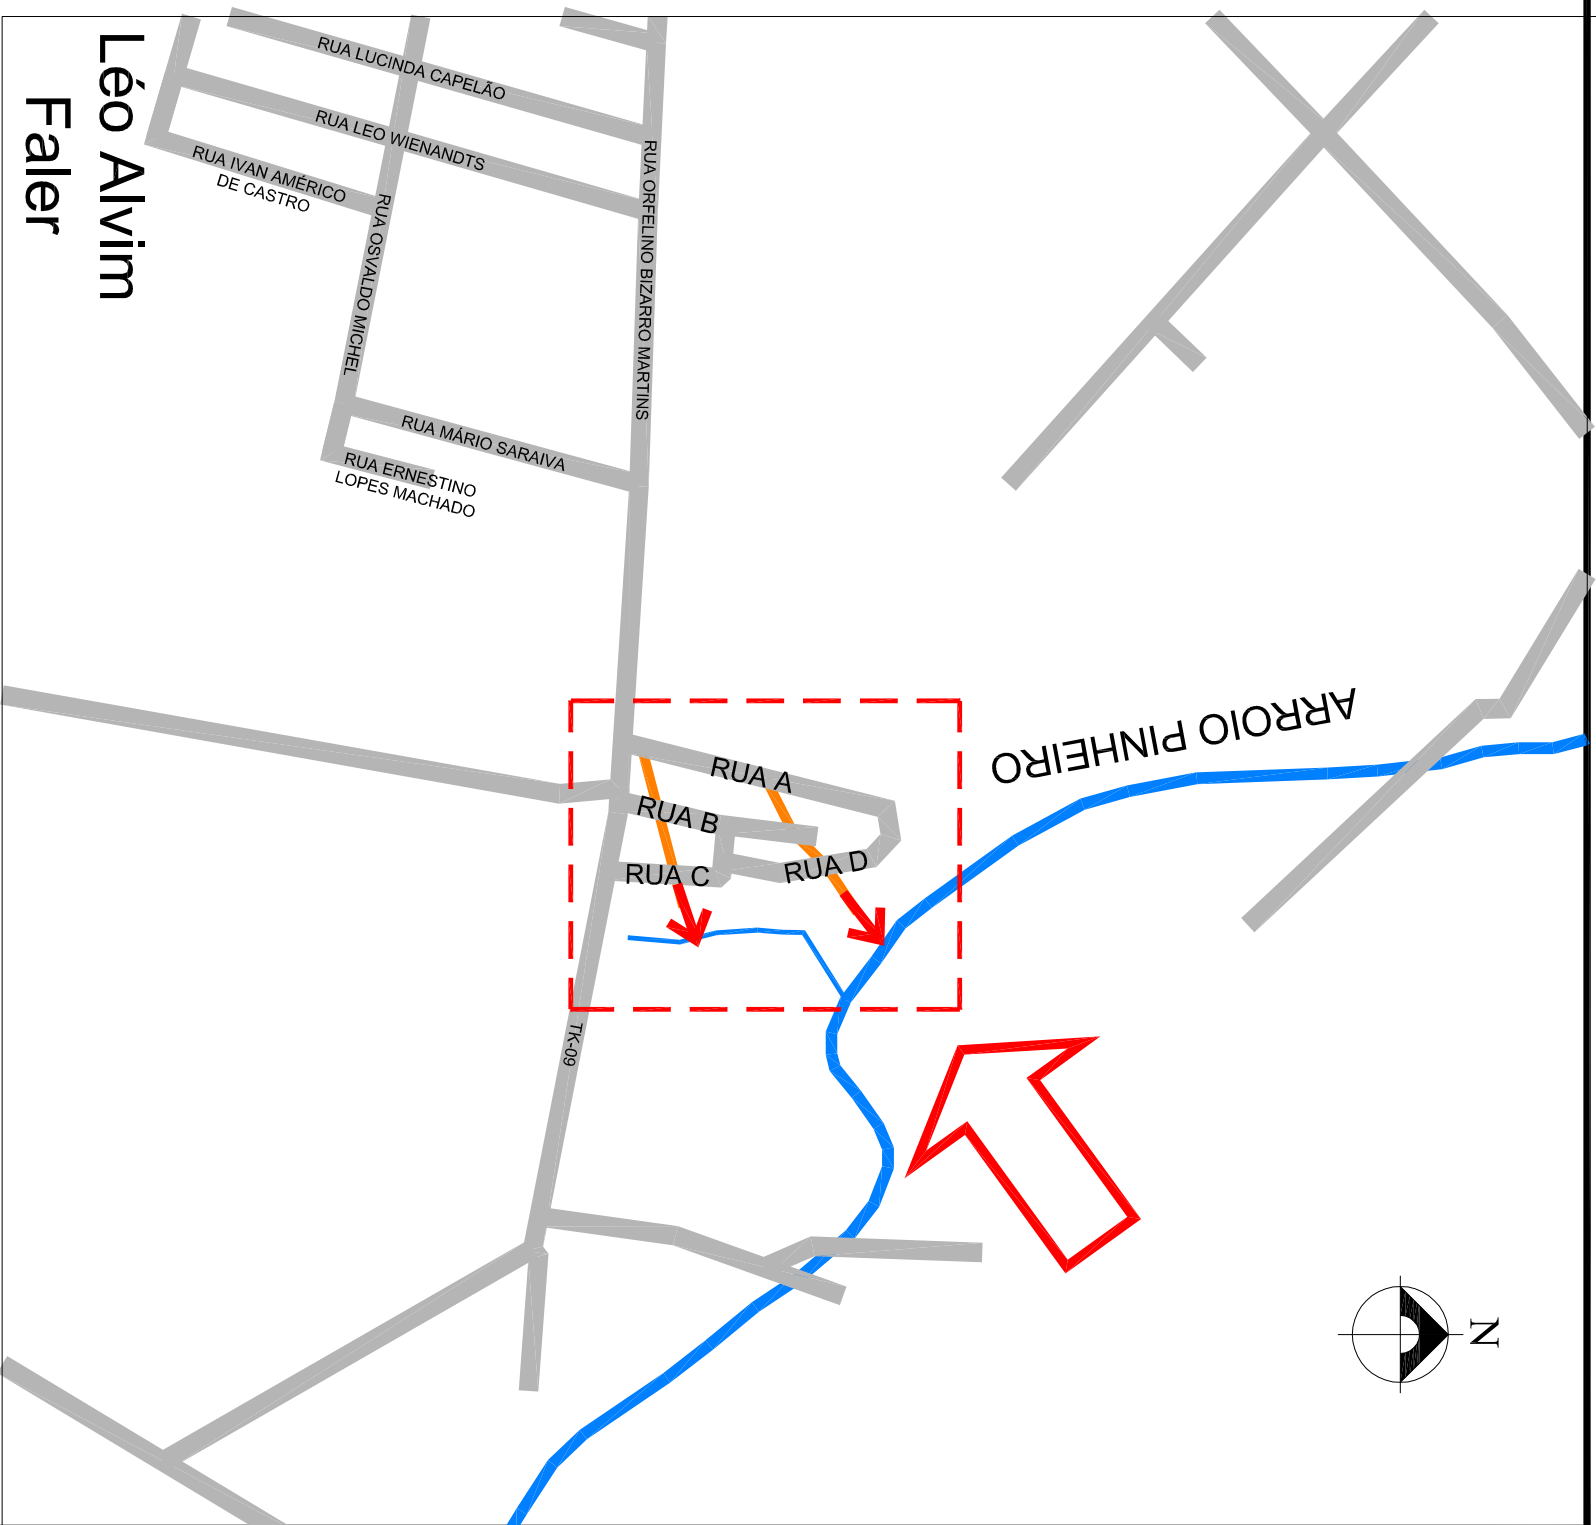 Léo Alvim
Faler
RUA LUCINDA CAPELÃO
RUA LEO WIENANDTS
RUA IVAN AMÉRICO
DE CASTRO
RUA OSVALDO MICHEL
RUA ORFELINO BIZARRO MARTINS
RUA MÁRIO SARAIVA
RUA ERNESTINO
LOPES MACHADO
ARROIO PINHEIRO
RUA A
RUA B
RUA C
RUA D
TK-09
N